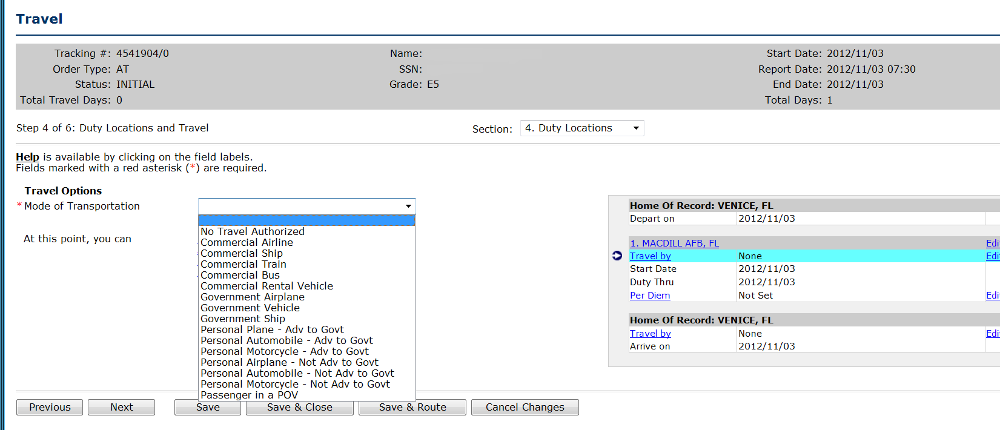 Travel
Tracking #: 4541904/0 Name: Start Date: 2012/11/03
Order Type: AT SSN: Report Date: 2012/11/03 07:30
Status: INITIAL Grade: E5 End Date: 2012/11/03
Total Travel Days: 0 Total Days: 1
Step 4 of 6: Duty Locations and Travel Section: 4. Duty Locations
Help is available by clicking on the field labels.
Fields marked with a red asterisk (*) are required.
Travel Options
* Mode of Transportation
At this point, you can
No Travel Authorized
Commercial Airline
Commercial Ship
Commercial Train
Commercial Bus
Commercial Rental Vehicle
Government Airplane
Government Vehicle
Government Ship
Personal Plane - Adv to Govt
Personal Automobile - Adv to Govt
Personal Motorcycle - Adv to Govt
Personal Airplane - Not Adv to Govt
Personal Automobile - Not Adv to Govt
Personal Motorcycle - Not Adv to Govt
Passenger in a POV
Home Of Record: VENICE, FL
Depart on 2012/11/03
1. MACDILL AFB, FL Edi
Travel by None Edi
Start Date 2012/11/03
Duty Thru 2012/11/03
Per Diem Not Set Edi
Home Of Record: VENICE, FL
Travel by None Edi
Arrive on 2012/11/03
Previous Next Save Save & Close Save & Route Cancel Changes